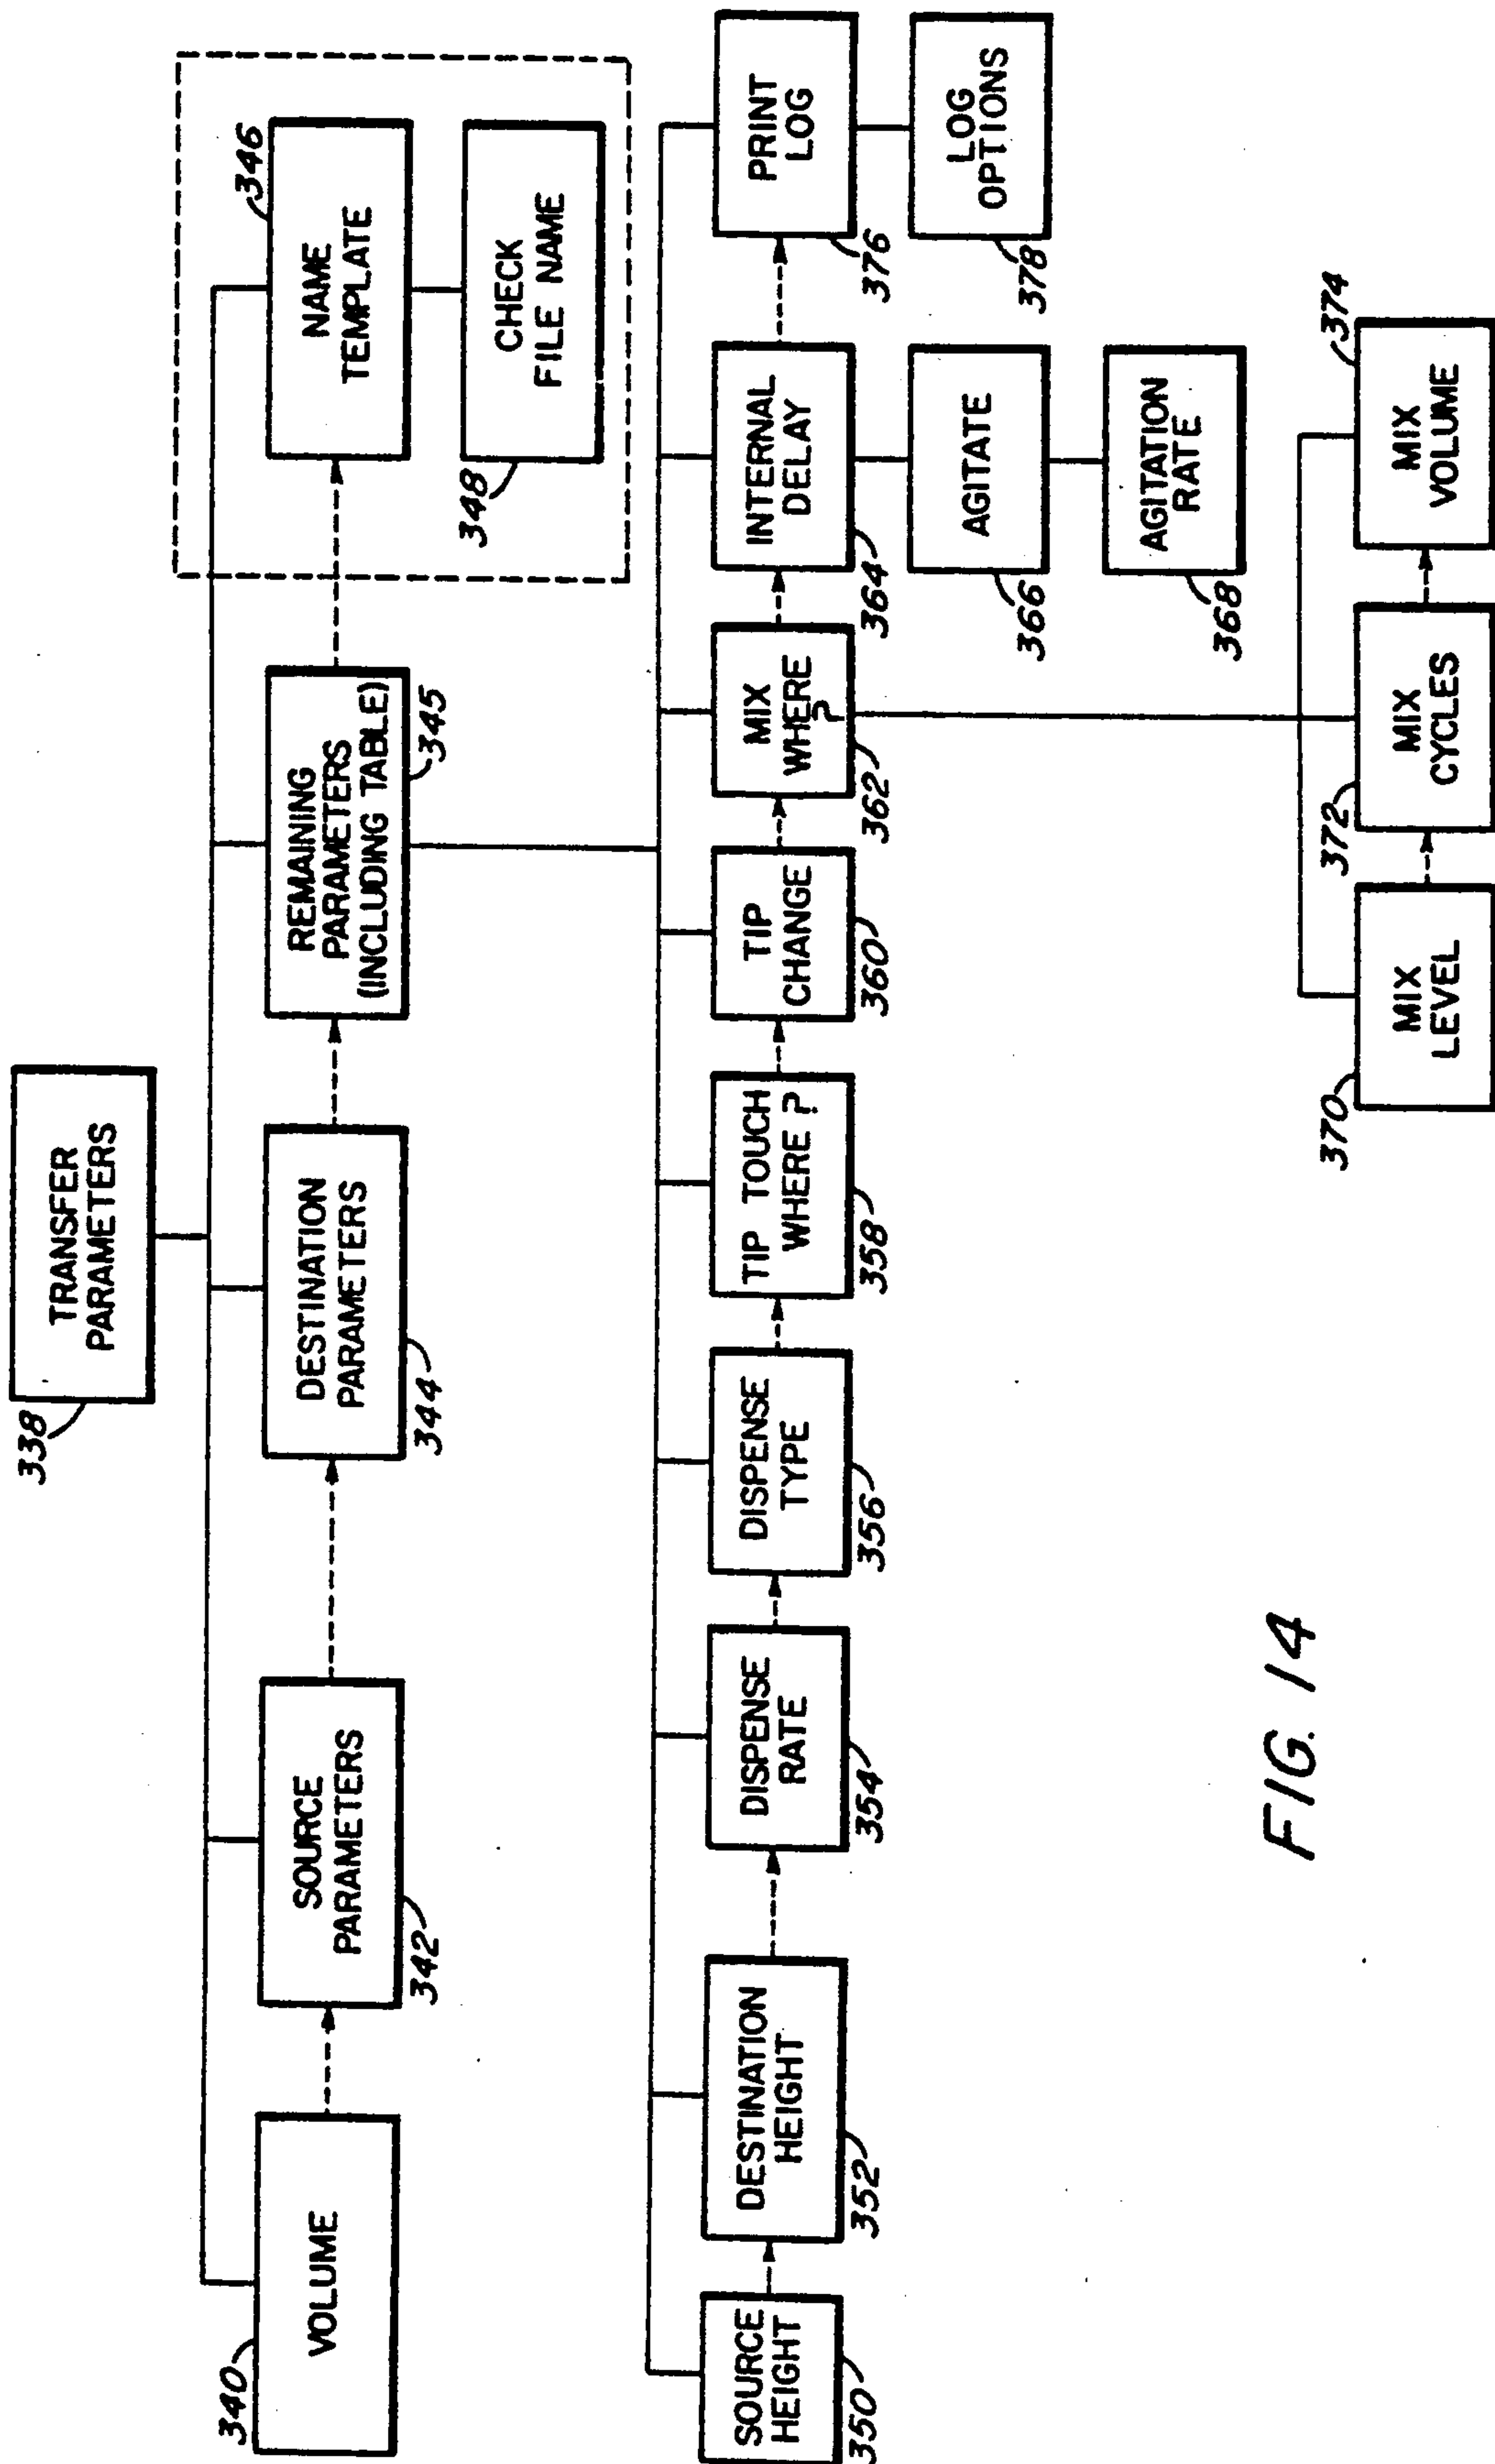 TRANSFER
PARAMETERS
338
VOLUME
340
SOURCE
PARAMETERS
342
DESTINATION
PARAMETERS
344
REMAINING
PARAMETERS
(INCLUDING TABLE)
345
NAME
TEMPLATE
346
CHECK
FILE NAME
348
SOURCE
HEIGHT
350
DESTINATION
HEIGHT
352
DISPENSE
RATE
354
DISPENSE
TYPE
356
TIP TOUCH
WHERE ?
358
TIP
CHANGE
360
MIX
WHERE
?
362
INTERNAL
DELAY
364
AGITATE
366
AGITATION
RATE
368
PRINT
LOG
376
LOG
OPTIONS
378
MIX
LEVEL
370
MIX
CYCLES
372
MIX
VOLUME
374
FIG. 14